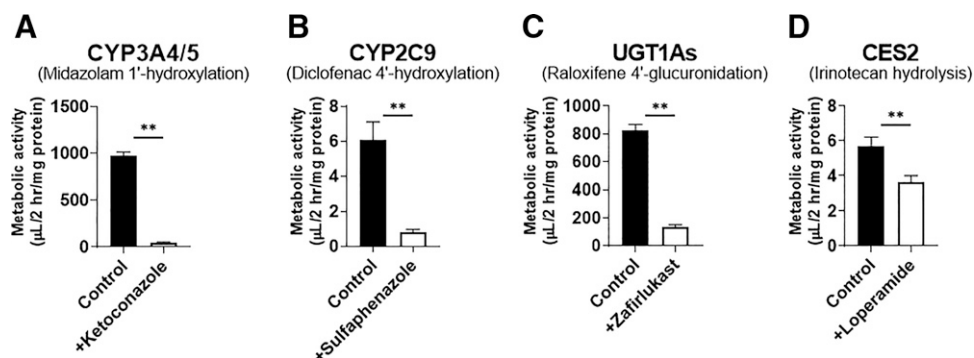 A
CYP3A4/5
(Midazolam 1'-hydroxylation)
Metabolic activity
(μL/2 hr/mg protein)
1500
1000
500
0
**
Control
+Ketoconazole
B
CYP2C9
(Diclofenac 4'-hydroxylation)
Metabolic activity
(μL/2 hr/mg protein)
8
6
4
2
0
**
Control
+Sulfaphenazole
C
UGT1As
(Raloxifene 4'-glucuronidation)
Metabolic activity
(μL/2 hr/mg protein)
1000
800
600
400
200
0
**
Control
+Zafirlukast
D
CES2
(Irinotecan hydrolysis)
Metabolic activity
(μL/2 hr/mg protein)
8
6
4
2
0
**
Control
+Loperamide